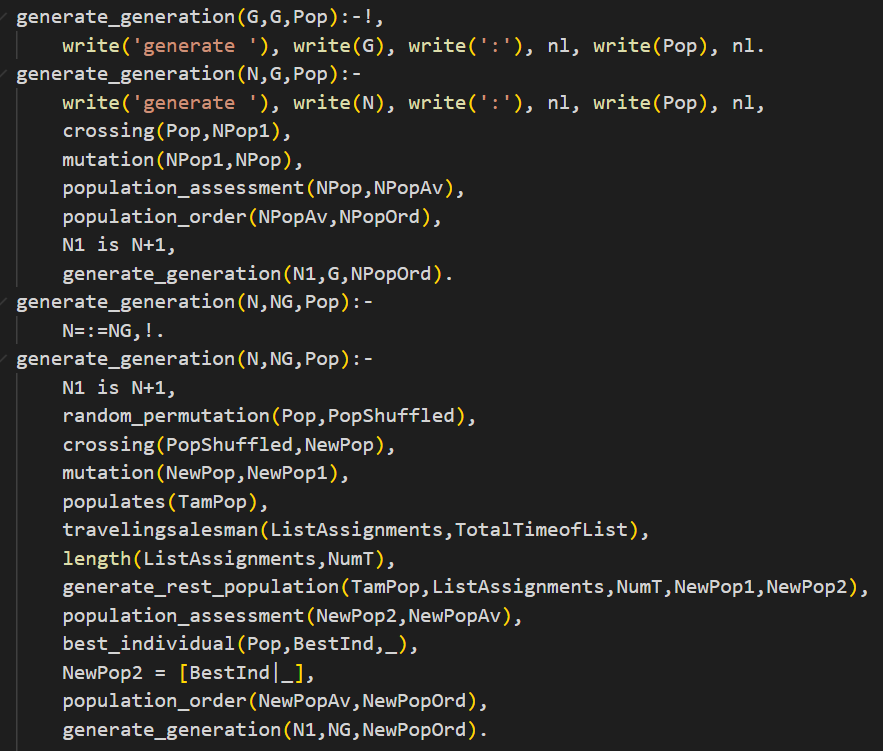 generate_generation(G,G,Pop):-!,
    write('generate '), write(G), write(':'), nl, write(Pop), nl.
generate_generation(N,G,Pop):-
    write('generate '), write(N), write(':'), nl, write(Pop), nl,
    crossing(Pop,NPop1),
    mutation(NPop1,NPop),
    population_assessment(NPop,NPopAv),
    population_order(NPopAv,NPopOrd),
    N1 is N+1,
    generate_generation(N1,G,NPopOrd).
generate_generation(N,NG,Pop):-
    N=:=NG,!.
generate_generation(N,NG,Pop):-
    N1 is N+1,
    random_permutation(Pop,PopShuffled),
    crossing(PopShuffled,NewPop),
    mutation(NewPop,NewPop1),
    populates(TamPop),
    travelingsalesman(ListAssignments,TotalTimeofList),
    length(ListAssignments,NumT),
    generate_rest_population(TamPop,ListAssignments,NumT,NewPop1,NewPop2),
    population_assessment(NewPop2,NewPopAv),
    best_individual(Pop,BestInd,_),
    NewPop2 = [BestInd|_],
    population_order(NewPopAv,NewPopOrd),
    generate_generation(N1,NG,NewPopOrd).